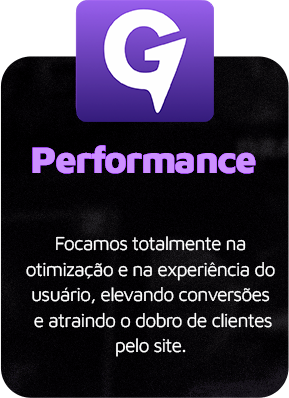 G
Performance
Focamos totalmente na
otimização e na experiência do
usuário, elevando conversões
e atraindo o dobro de clientes
pelo site.